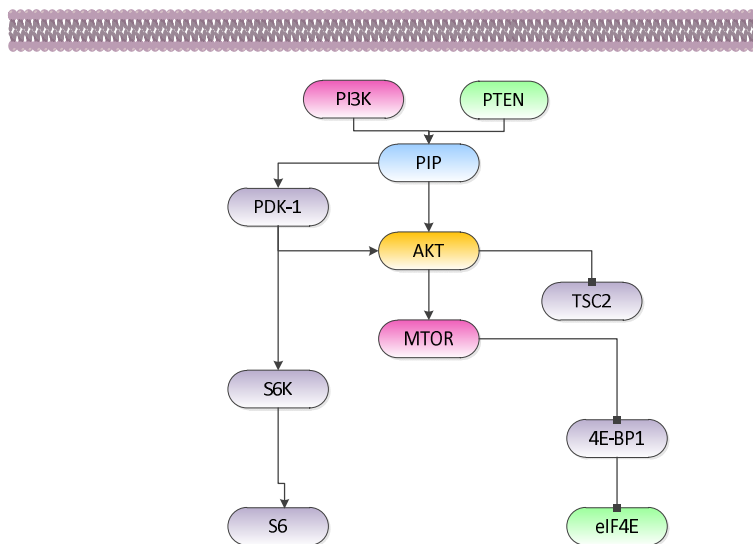 PI3K
PTEN
PIP
PDK-1
AKT
TSC2
MTOR
S6K
4E-BP1
S6
eIF4E